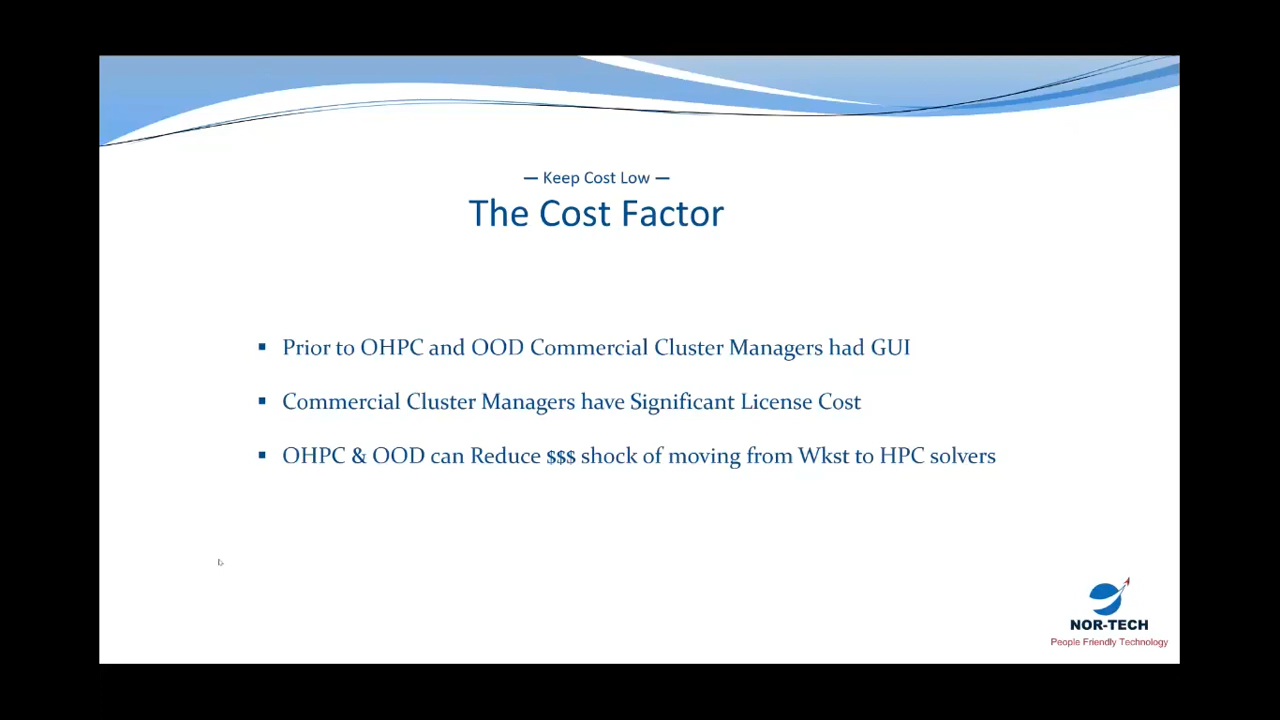 — Keep Cost Low —
The Cost Factor
▪ Prior to OHPC and OOD Commercial Cluster Managers had GUI
▪ Commercial Cluster Managers have Significant License Cost
▪ OHPC & OOD can Reduce $$$ shock of moving from Wkst to HPC solvers
NOR-TECH
People Friendly Technology